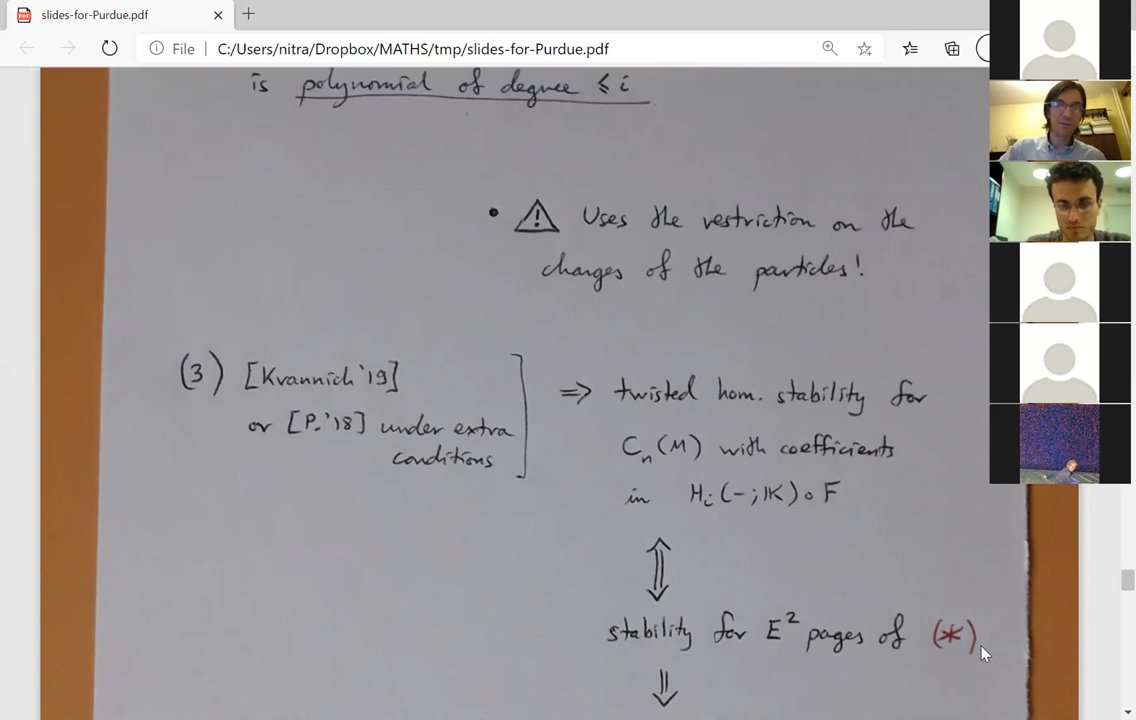 slides-for-Purdue.pdf
File | C:/Users/nitra/Dropbox/MATHS/tmp/slides-for-Purdue.pdf
is polynomial of degree ⩽ i
• ⚠ Uses the restriction on the
charges of the particles!
(3) [Krannich '19]
or [P. '18] under extra
conditions
⇒ twisted hom. stability for
Cₙ(M) with coefficients
in Hᵢ(-; K) ∘ F
⇕
stability for E² pages of (*)
⇓